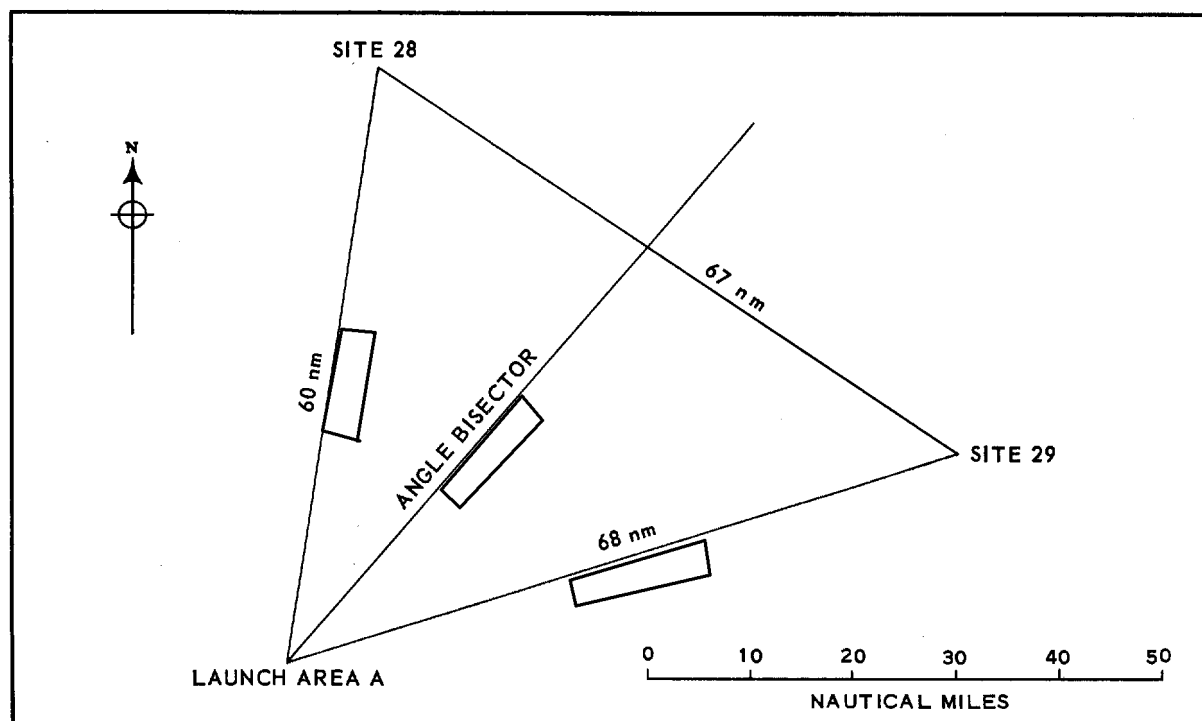 SITE 28
N
67 nm
60 nm
ANGLE BISECTOR
SITE 29
68 nm
LAUNCH AREA A
0 10 20 30 40 50
NAUTICAL MILES